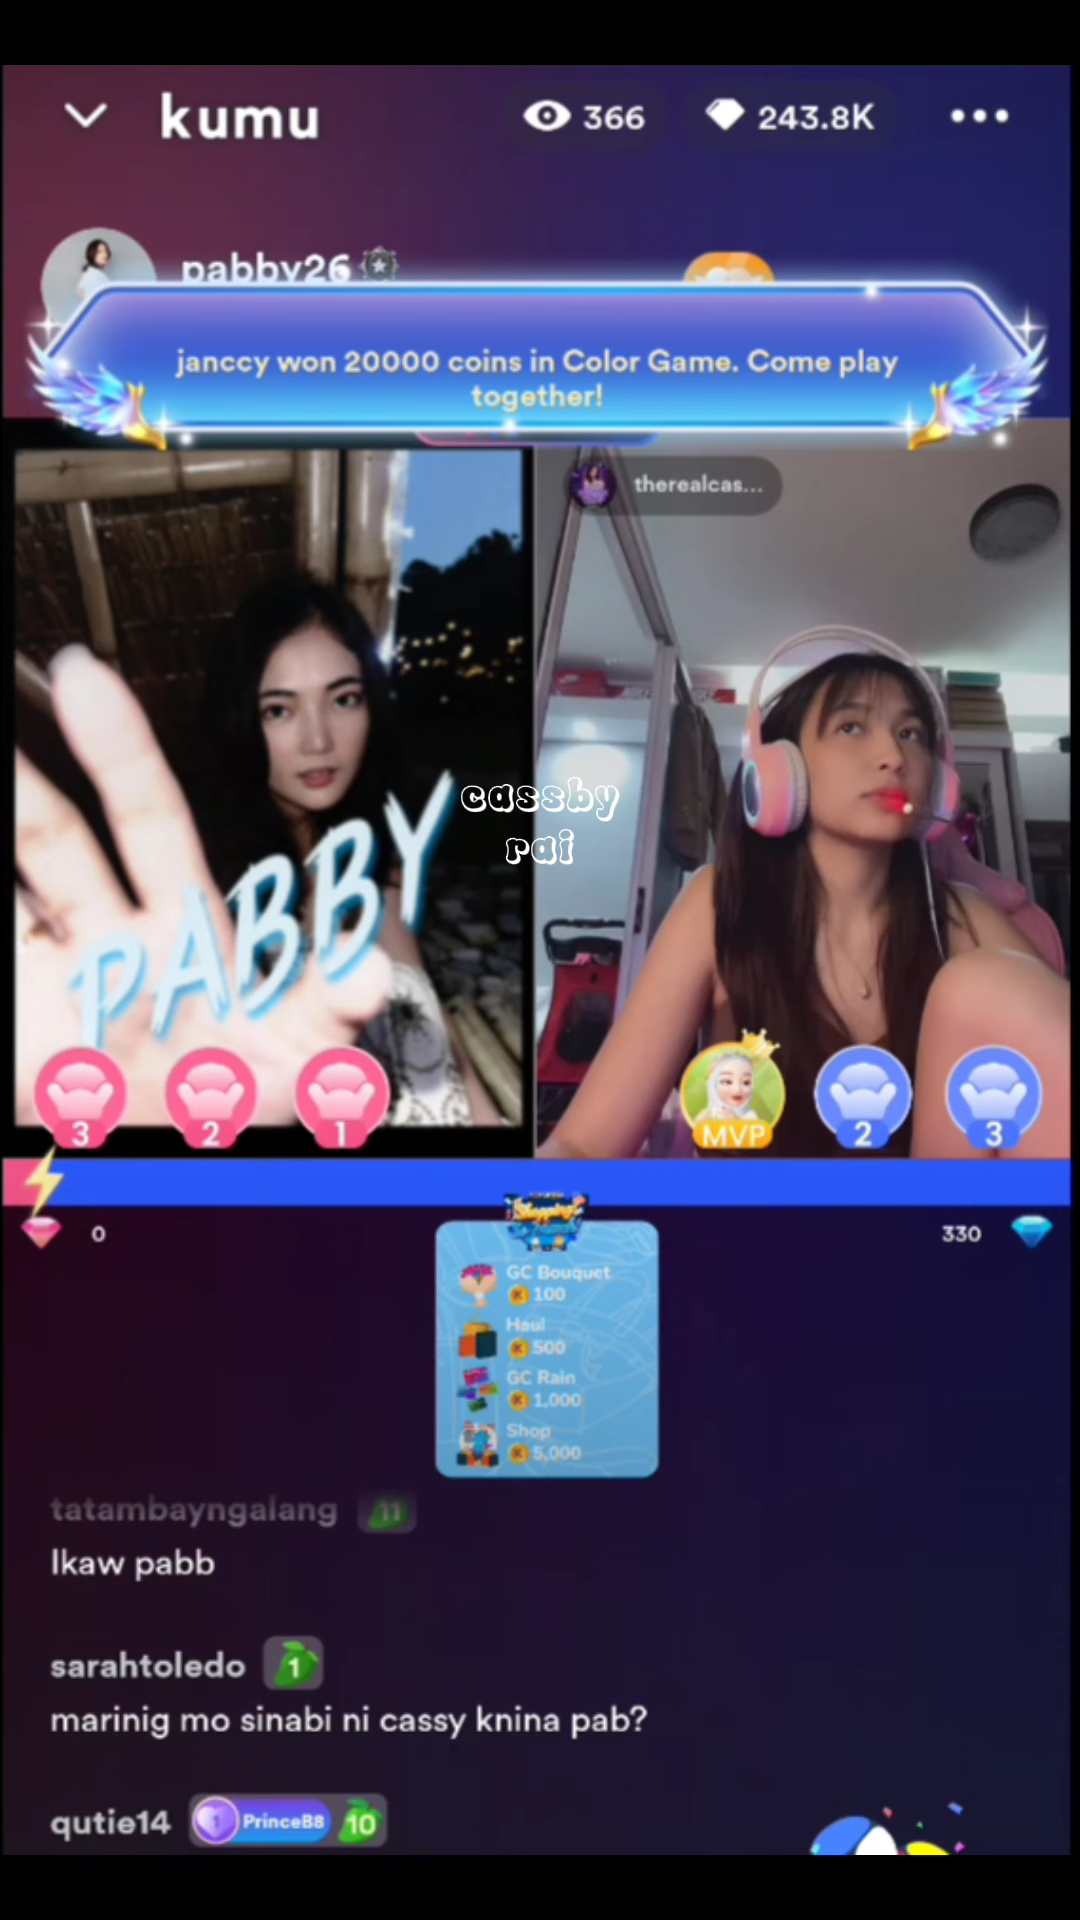 kumu
366
243.8K
pabby26
janccy won 20000 coins in Color Game. Come play
together!
therealcas...
cassby
rai
PABBY
3
2
1
MVP
2
3
0
330
Shopping
GC Bouquet
100
Haul
500
GC Rain
1,000
Shop
5,000
tatambayngalang 11
Ikaw pabb
sarahtoledo 1
marinig mo sinabi ni cassy knina pab?
qutie14 1 PrinceB8 10